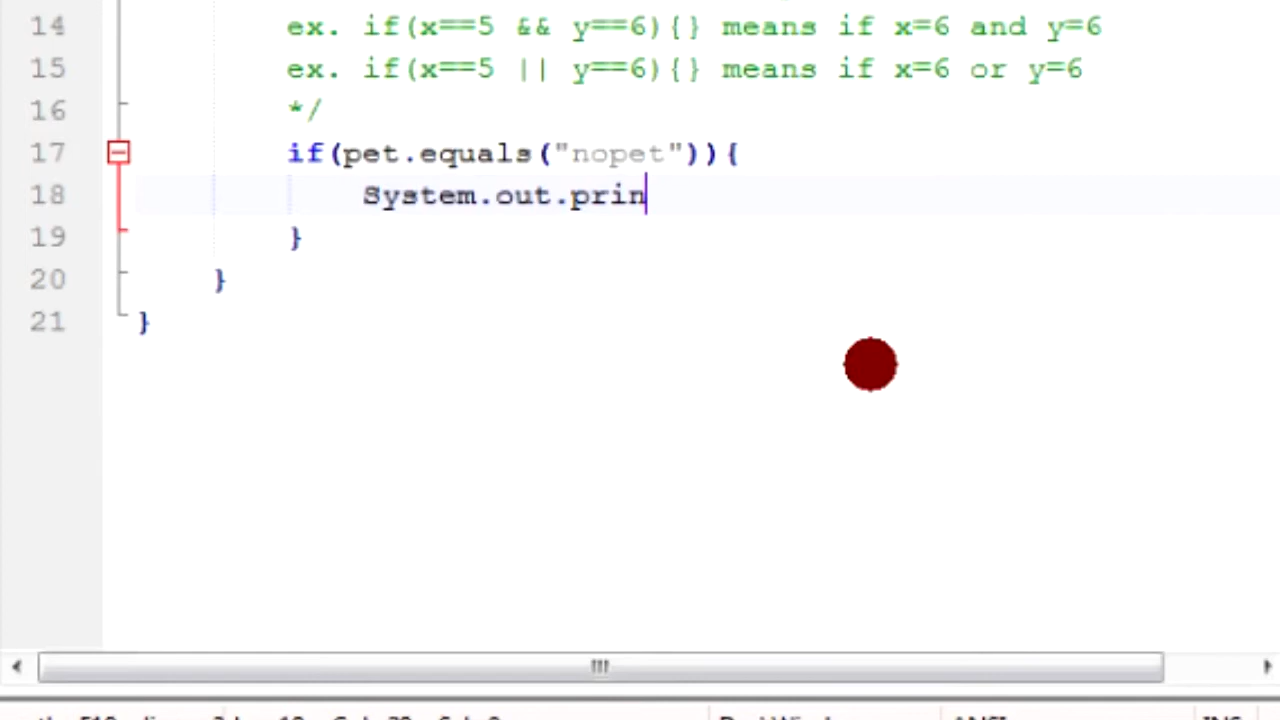 14 ex. if(x==5 && y==6){} means if x=6 and y=6
15 ex. if(x==5 || y==6){} means if x=6 or y=6
16 */
17 if(pet.equals("nopet")){
18 System.out.prin
19 }
20 }
21 }